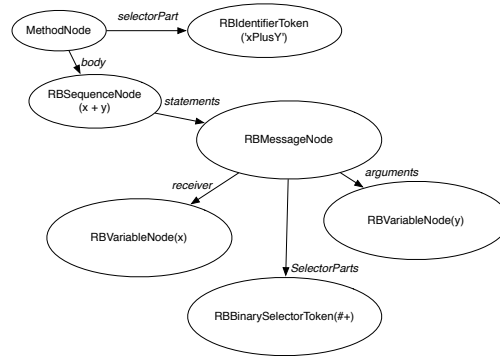 MethodNode
selectorPart
RBIdentifierToken
('xPlusY')
body
RBSequenceNode
(x + y)
statements
RBMessageNode
receiver
arguments
RBVariableNode(x)
RBVariableNode(y)
SelectorParts
RBBinarySelectorToken(#+)